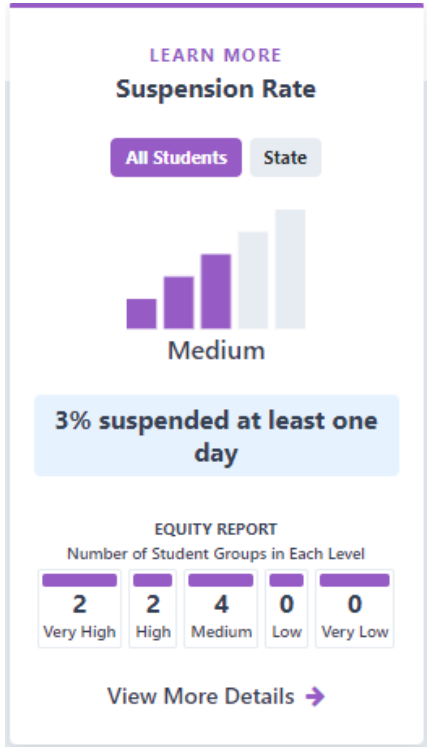 LEARN MORE
Suspension Rate
All Students State
Medium
3% suspended at least one
day
EQUITY REPORT
Number of Student Groups in Each Level
2 2 4 0 0
Very High High Medium Low Very Low
View More Details